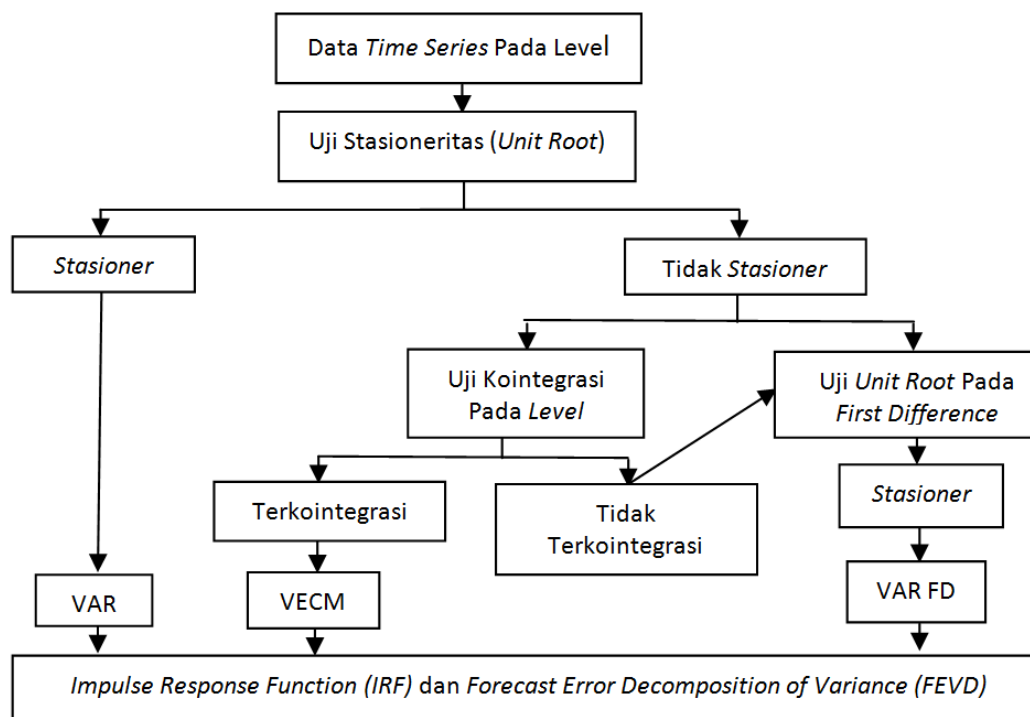 Data Time Series Pada Level
Uji Stasioneritas (Unit Root)
Stasioner
Tidak Stasioner
Uji Kointegrasi
Pada Level
Uji Unit Root Pada
First Difference
Terkointegrasi
Tidak
Terkointegrasi
Stasioner
VAR
VECM
VAR FD
Impulse Response Function (IRF) dan Forecast Error Decomposition of Variance (FEVD)